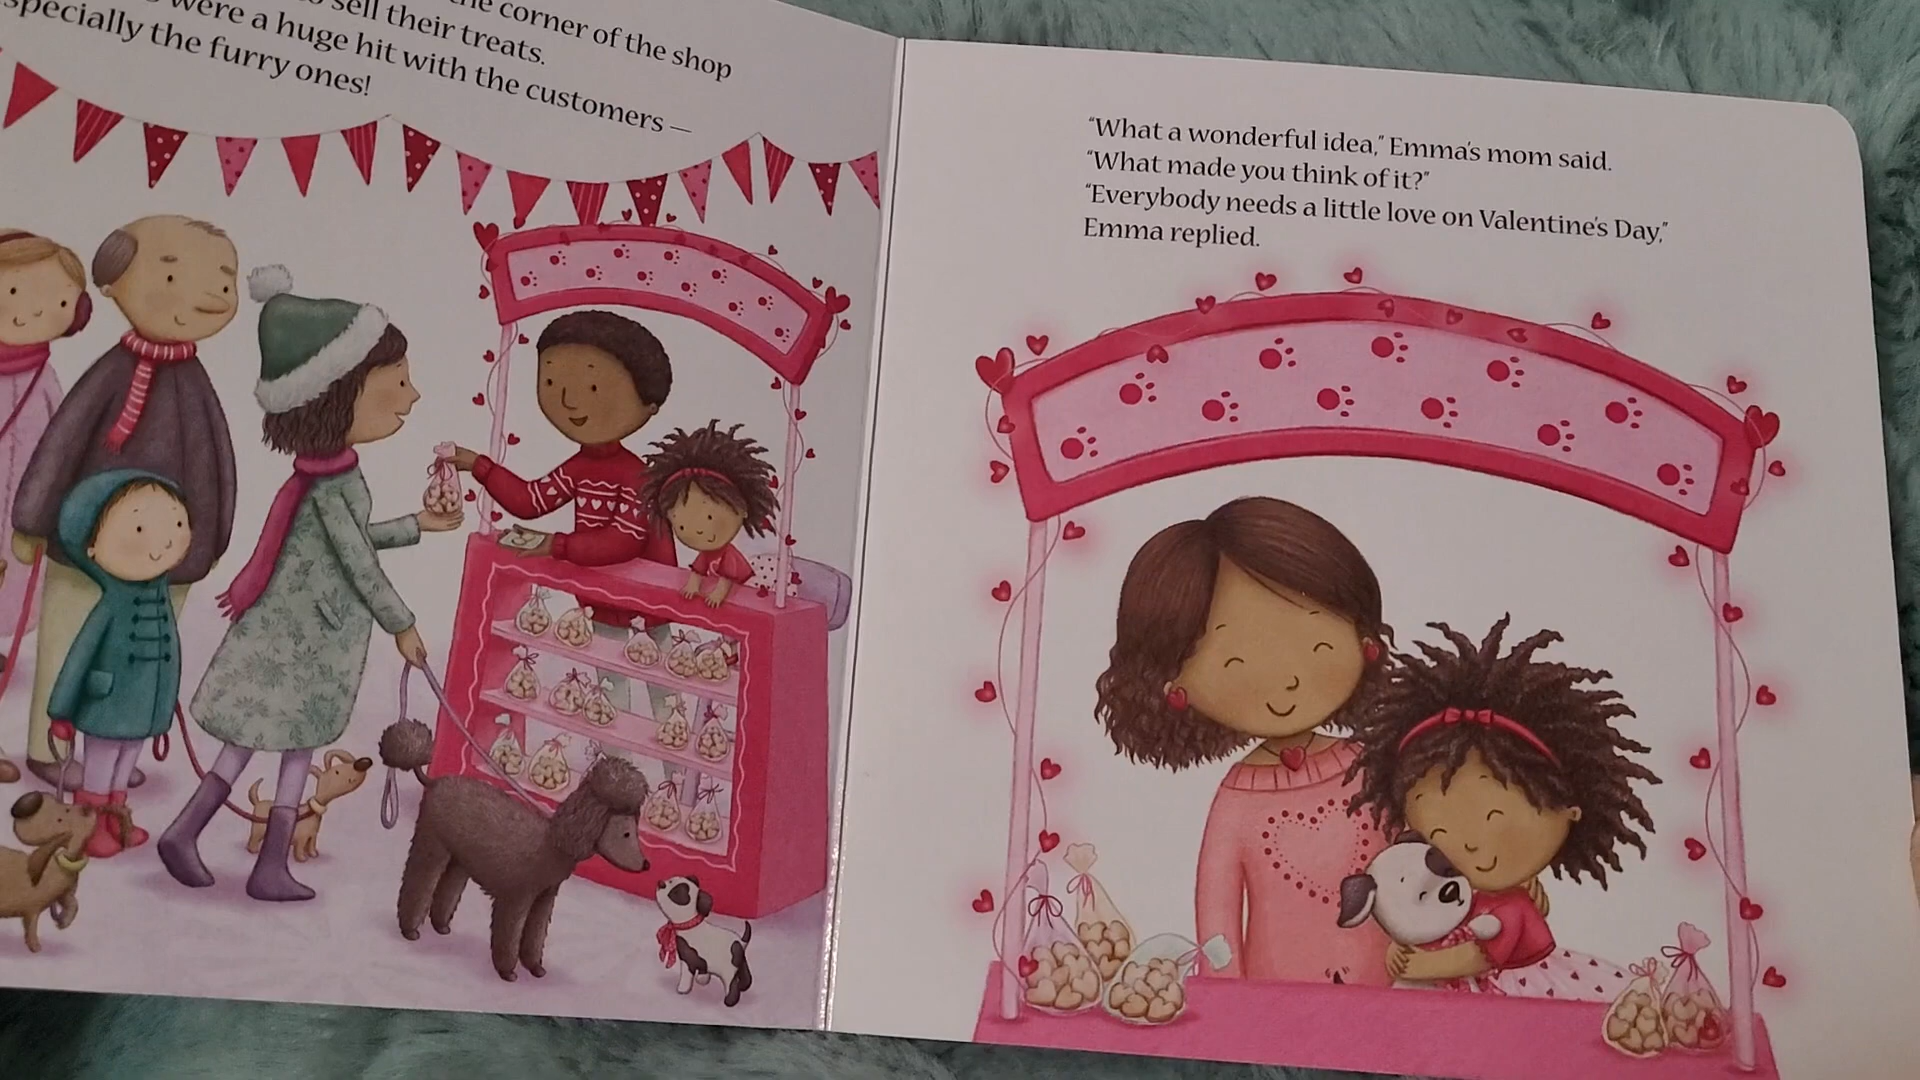 the corner of the shop
sell their treats.
were a huge hit with the customers —
specially the furry ones!
“What a wonderful idea,” Emma’s mom said.
“What made you think of it?”
“Everybody needs a little love on Valentine’s Day,”
Emma replied.